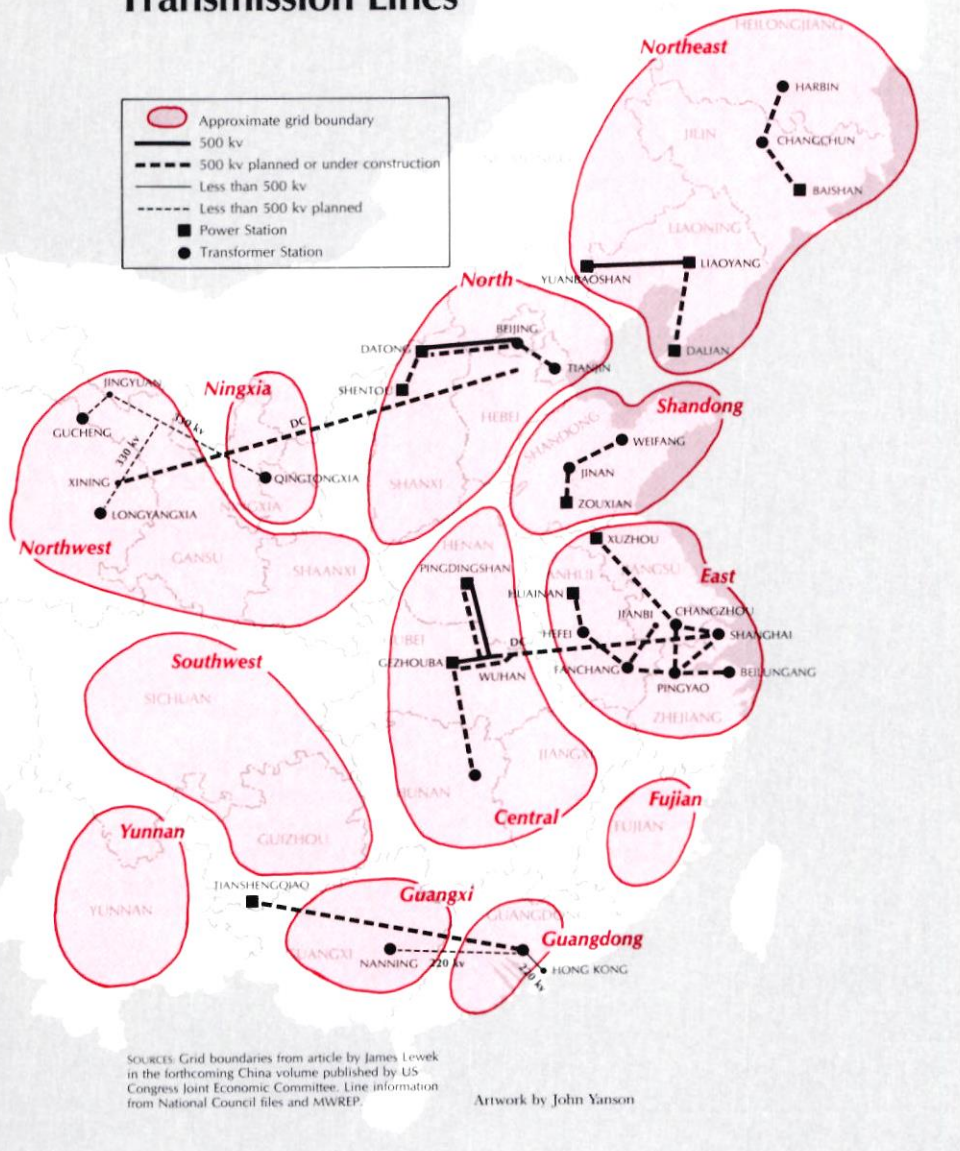 Transmission Lines
Approximate grid boundary
500 kv
500 kv planned or under construction
Less than 500 kv
Less than 500 kv planned
Power Station
Transformer Station
Northeast
HEILONGJIANG
HARBIN
JILIN
CHANGCHUN
BAISHAN
LIAONING
YUANBAOSHAN
LIAOYANG
DALIAN
North
BEIJING
DATONG
TIANJIN
SHENTOU
HEBEI
SHANXI
Ningxia
DC
QINGTONGXIA
NINGXIA
JINGYUAN
330 kv
GUCHENG
330 kv
XINING
LONGYANGXIA
Northwest
GANSU
SHAANXI
Shandong
SHANDONG
WEIFANG
JINAN
ZOUXIAN
HENAN
PINGDINGSHAN
HUBEI
GEZHOUBA
DC
WUHAN
JIANGXI
HUNAN
Central
XUZHOU
East
ANHUI
JIANGSU
HUAINAN
JIANBI
CHANGZHOU
HEFEI
SHANGHAI
FANCHANG
BEILUNGANG
PINGYAO
ZHEJIANG
Southwest
SICHUAN
GUIZHOU
Fujian
FUJIAN
Yunnan
YUNNAN
TIANSHENGQIAO
Guangxi
GUANGXI
NANNING
220 kv
GUANGDONG
Guangdong
220 kv
HONG KONG
SOURCES: Grid boundaries from article by James Lewek
in the forthcoming China volume published by US
Congress Joint Economic Committee. Line information
from National Council files and MWREP.
Artwork by John Yanson